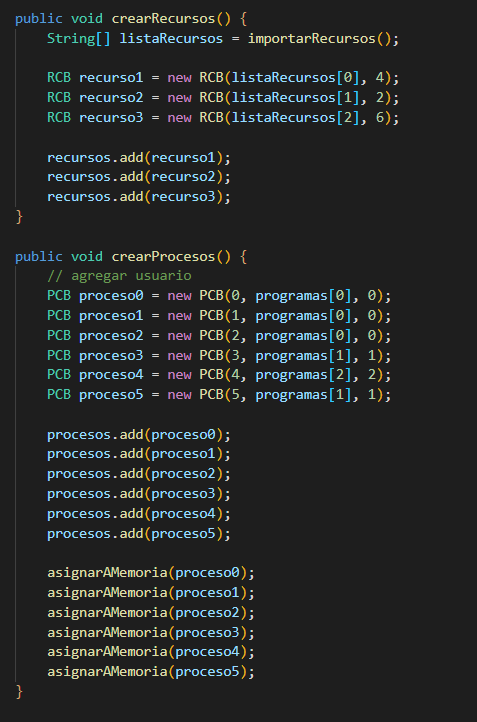 public void crearRecursos() {
    String[] listaRecursos = importarRecursos();

    RCB recurso1 = new RCB(listaRecursos[0], 4);
    RCB recurso2 = new RCB(listaRecursos[1], 2);
    RCB recurso3 = new RCB(listaRecursos[2], 6);

    recursos.add(recurso1);
    recursos.add(recurso2);
    recursos.add(recurso3);
}

public void crearProcesos() {
    // agregar usuario
    PCB proceso0 = new PCB(0, programas[0], 0);
    PCB proceso1 = new PCB(1, programas[0], 0);
    PCB proceso2 = new PCB(2, programas[0], 0);
    PCB proceso3 = new PCB(3, programas[1], 1);
    PCB proceso4 = new PCB(4, programas[2], 2);
    PCB proceso5 = new PCB(5, programas[1], 1);

    procesos.add(proceso0);
    procesos.add(proceso1);
    procesos.add(proceso2);
    procesos.add(proceso3);
    procesos.add(proceso4);
    procesos.add(proceso5);

    asignarAMemoria(proceso0);
    asignarAMemoria(proceso1);
    asignarAMemoria(proceso2);
    asignarAMemoria(proceso3);
    asignarAMemoria(proceso4);
    asignarAMemoria(proceso5);
}